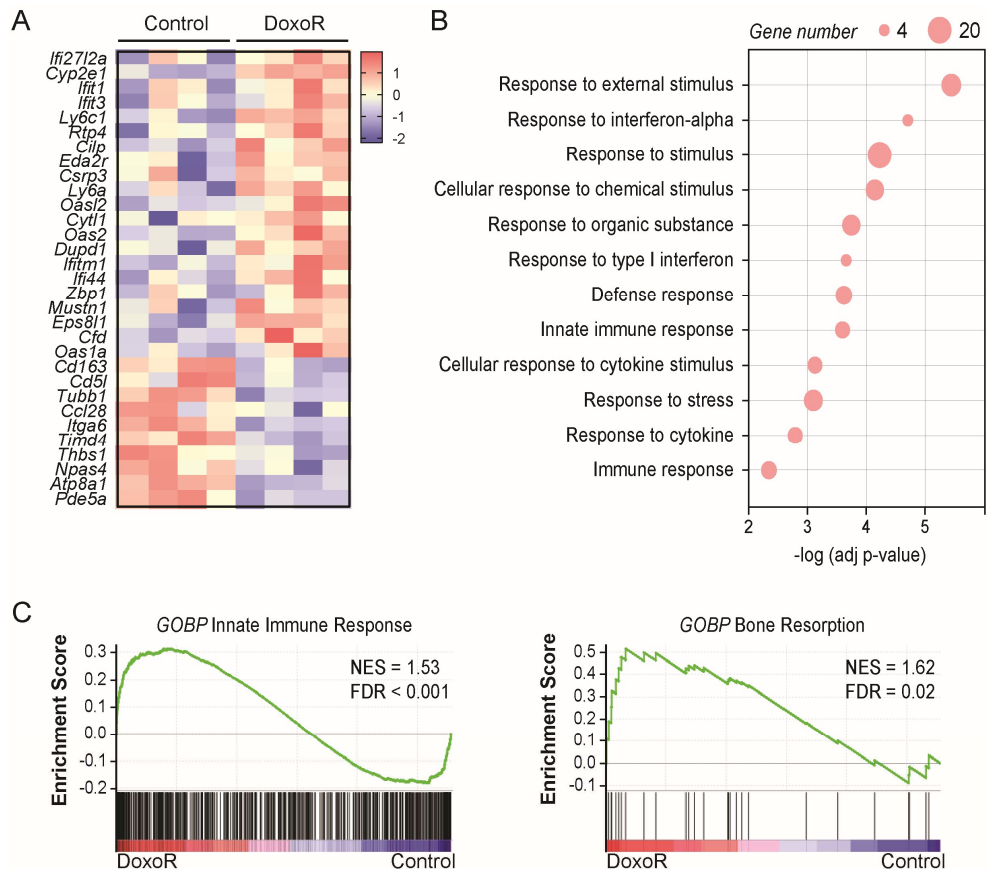 A
Control DoxoR
Ifi27l2a
Cyp2e1
Ifit1
Ifit3
Ly6c1
Rtp4
Cilp
Eda2r
Csrp3
Ly6a
Oasl2
Cytl1
Oas2
Dupd1
Ifitm1
Ifi44
Zbp1
Mustn1
Eps8l1
Cfd
Oas1a
Cd163
Cd5l
Tubb1
Ccl28
Itga6
Timd4
Thbs1
Npas4
Atp8a1
Pde5a
1
0
-1
-2
B
Gene number 4 20
Response to external stimulus
Response to interferon-alpha
Response to stimulus
Cellular response to chemical stimulus
Response to organic substance
Response to type I interferon
Defense response
Innate immune response
Cellular response to cytokine stimulus
Response to stress
Response to cytokine
Immune response
2 3 4 5
-log (adj p-value)
C
GOBP Innate Immune Response
Enrichment Score
0.3
0.2
0.1
0.0
-0.1
-0.2
NES = 1.53
FDR < 0.001
DoxoR Control
GOBP Bone Resorption
Enrichment Score
0.5
0.4
0.3
0.2
0.1
0.0
-0.1
NES = 1.62
FDR = 0.02
DoxoR Control